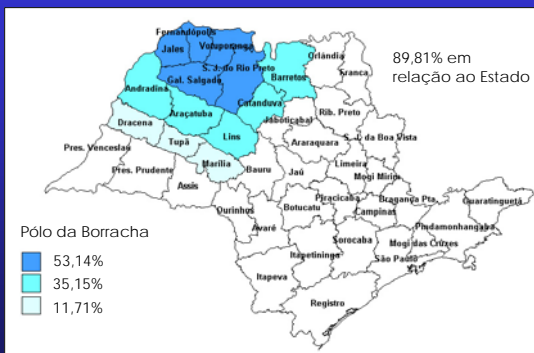 Fernandópolis
Jales
Votuporanga
S. J. do Rio Preto
Gal. Salgado
Orlândia
Franca
Barretos
89,81% em
relação ao Estado
Andradina
Catanduva
Araçatuba
Jaboticabal
Rib. Preto
Dracena
Lins
S. J. da Boa Vista
Tupã
Araraquara
Pres. Venceslau
Marília
Limeira
Pres. Prudente
Bauru
Jaú
Mogi Mirim
Assis
Piracicaba
Bragança Pta.
Guaratinguetá
Ourinhos
Botucatu
Campinas
Avaré
Pindamonhangaba
Sorocaba
Mogi das Cruzes
Itapetininga
São Paulo
Itapeva
Registro
Pólo da Borracha
53,14%
35,15%
11,71%